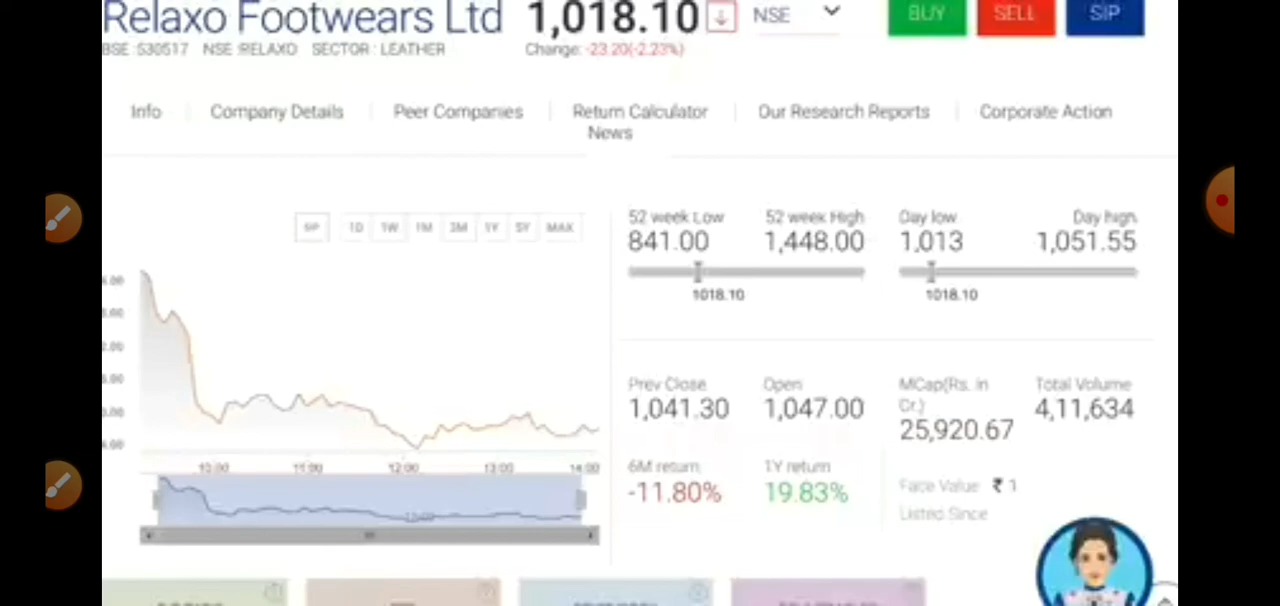 Relaxo Footwears Ltd 1,018.10 NSE BUY SELL SIP
BSE :530517 NSE :RELAXO SECTOR : LEATHER Change: -23.20(-2.23%)
Info Company Details Peer Companies Return Calculator Our Research Reports Corporate Action
News
1D 1W 1M 3M 1Y 5Y MAX
52 week Low 52 week High Day low Day high
841.00 1,448.00 1,013 1,051.55
1018.10 1018.10
Prev Close Open MCap(Rs. in Cr.) Total Volume
1,041.30 1,047.00 25,920.67 4,11,634
10:00 11:00 12:00 13:00 14:00
6M return 1Y return
-11.80% 19.83%
Face Value ₹ 1
Listed Since
12:00